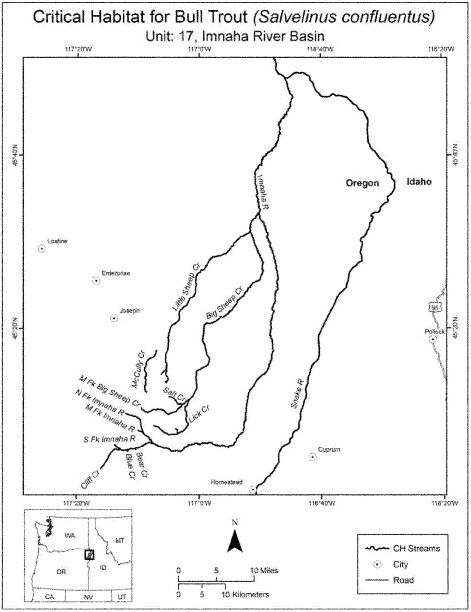 Critical Habitat for Bull Trout (Salvelinus confluentus)
Unit: 17, Imnaha River Basin
117°20'W
117°0'W
116°40'W
116°20'W
45°40'N
45°40'N
Imnaha R
Oregon
Idaho
Lostine
Enterprise
Joseph
Little Sheep Cr
Big Sheep Cr
95
45°20'N
45°20'N
Pollock
McCully Cr
Snake R
M Fk Big Sheep Cr
Salt Cr
N Fk Imnaha R
M Fk Imnaha R
Lick Cr
S Fk Imnaha R
Cliff Cr
Blue Cr
Bear Cr
Cuprum
Homestead
117°20'W
117°0'W
116°40'W
116°20'W
WA
MT
OR
ID
CA
NV
UT
N
0 5 10 Miles
0 5 10 Kilometers
CH Streams
City
Road